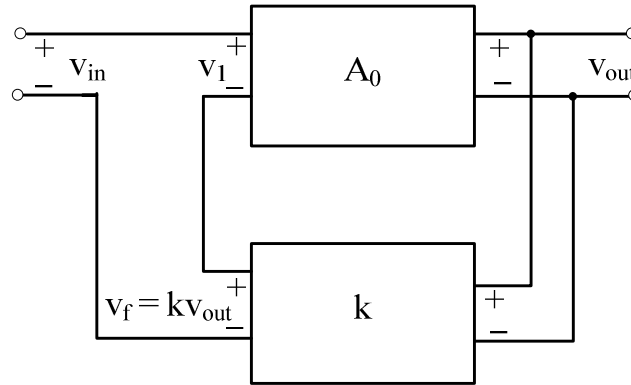 + + +
v_in v_1 A_0 v_out
− − −
+ +
v_f = kv_out k
− −